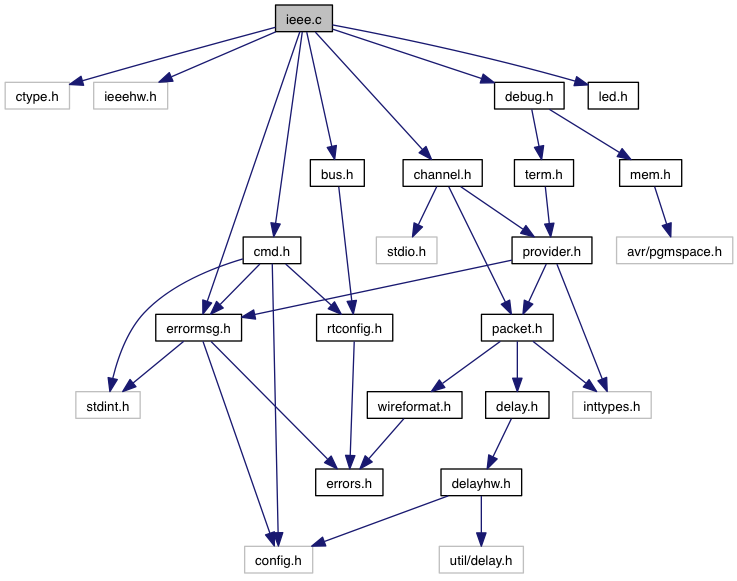 ieee.c
ctype.h
ieeehw.h
debug.h
led.h
bus.h
channel.h
term.h
mem.h
cmd.h
stdio.h
provider.h
avr/pgmspace.h
errormsg.h
rtconfig.h
packet.h
stdint.h
wireformat.h
delay.h
inttypes.h
errors.h
delayhw.h
config.h
util/delay.h